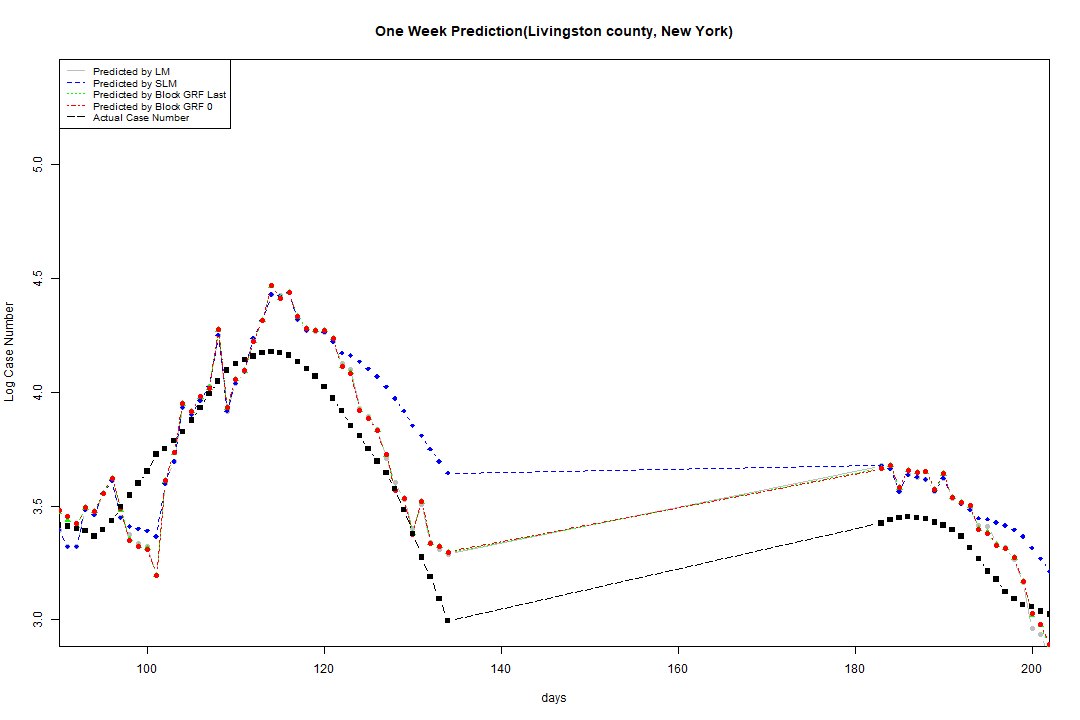 One Week Prediction(Livingston county, New York)
Predicted by LM
Predicted by SLM
Predicted by Block GRF Last
Predicted by Block GRF 0
Actual Case Number
Log Case Number
5.0
4.5
4.0
3.5
3.0
100 120 140 160 180 200
days